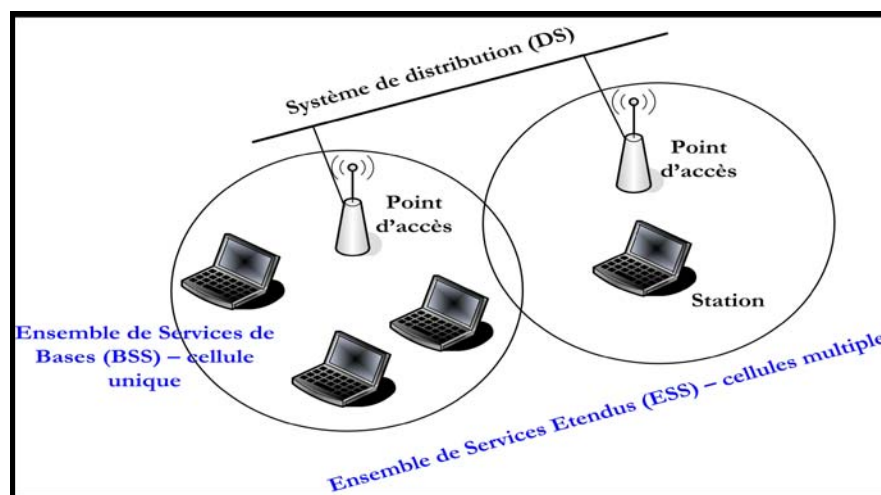 Système de distribution (DS)
Point
d'accès
Point
d'accès
Station
Ensemble de Services de
Bases (BSS) – cellule
unique
Ensemble de Services Etendus (ESS) – cellules multiple